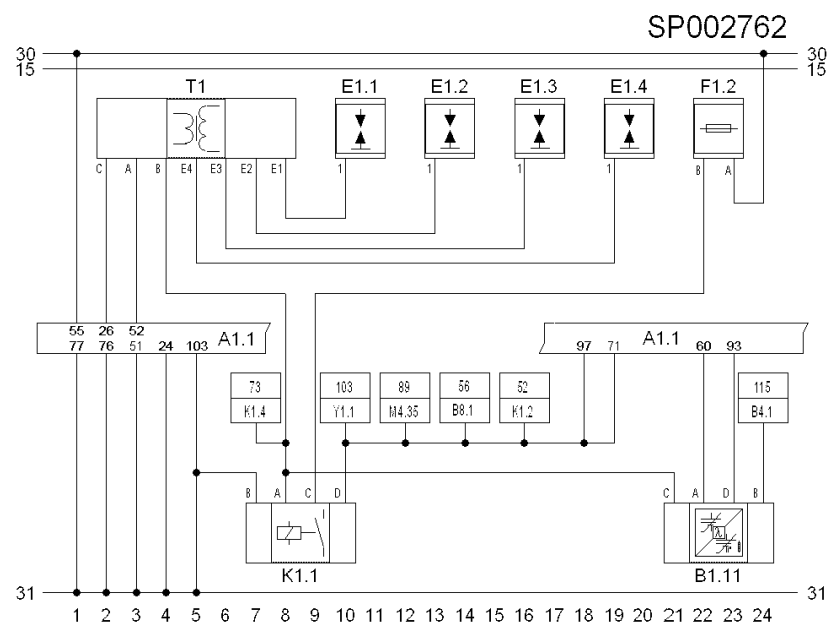 SP002762
30 30
15 15
T1 E1.1 E1.2 E1.3 E1.4 F1.2
C A B E4 E3 E2 E1 1 1 1 1 B A
55 26 52
A1.1 A1.1
77 76 51 24 103 97 71 60 93
73 103 89 56 52 115
K1.4 Y1.1 M4.35 B8.1 K1.2 B4.1
B A C D C A D B
λ
K1.1 B1.11
31 31
1 2 3 4 5 6 7 8 9 10 11 12 13 14 15 16 17 18 19 20 21 22 23 24